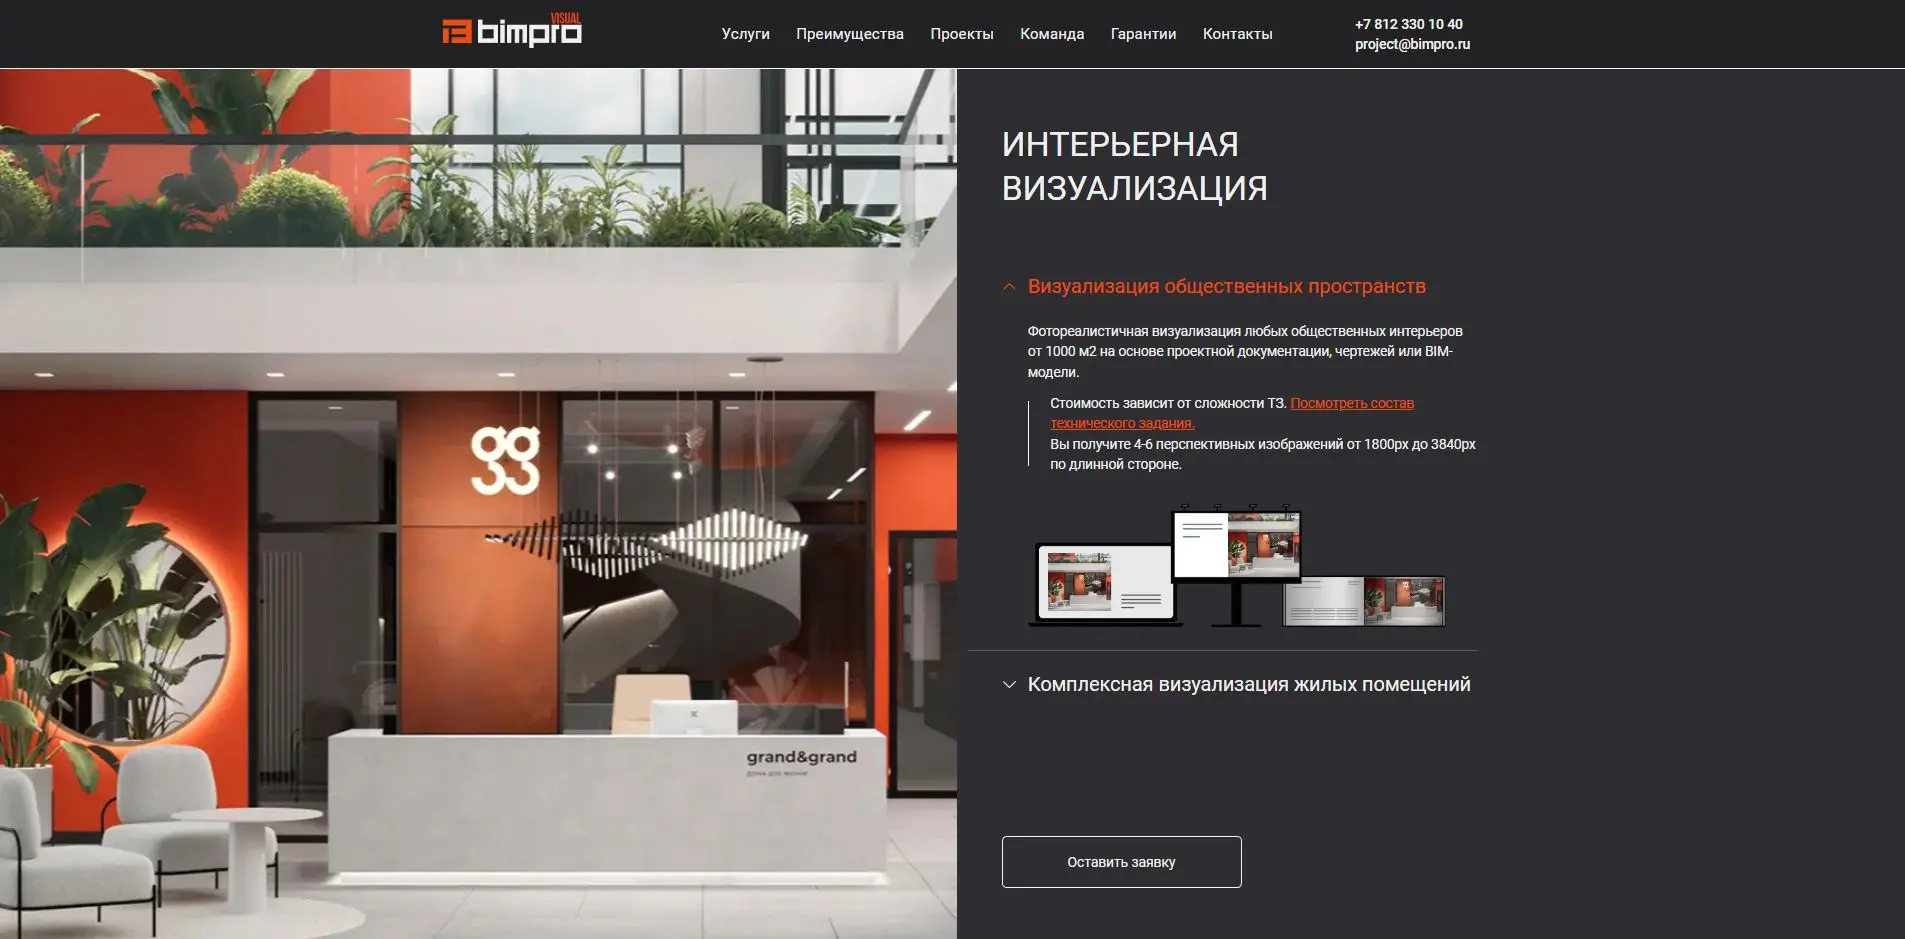 VISUAL
bimpro
Услуги
Преимущества
Проекты
Команда
Гарантии
Контакты
+7 812 330 10 40
project@bimpro.ru
ИНТЕРЬЕРНАЯ
ВИЗУАЛИЗАЦИЯ
Визуализация общественных пространств
Фотореалистичная визуализация любых общественных интерьеров
от 1000 м2 на основе проектной документации, чертежей или BIM-
модели.
Стоимость зависит от сложности ТЗ. Посмотреть состав
технического задания.
Вы получите 4-6 перспективных изображений от 1800px до 3840px
по длинной стороне.
Комплексная визуализация жилых помещений
Оставить заявку
gg
grand&grand